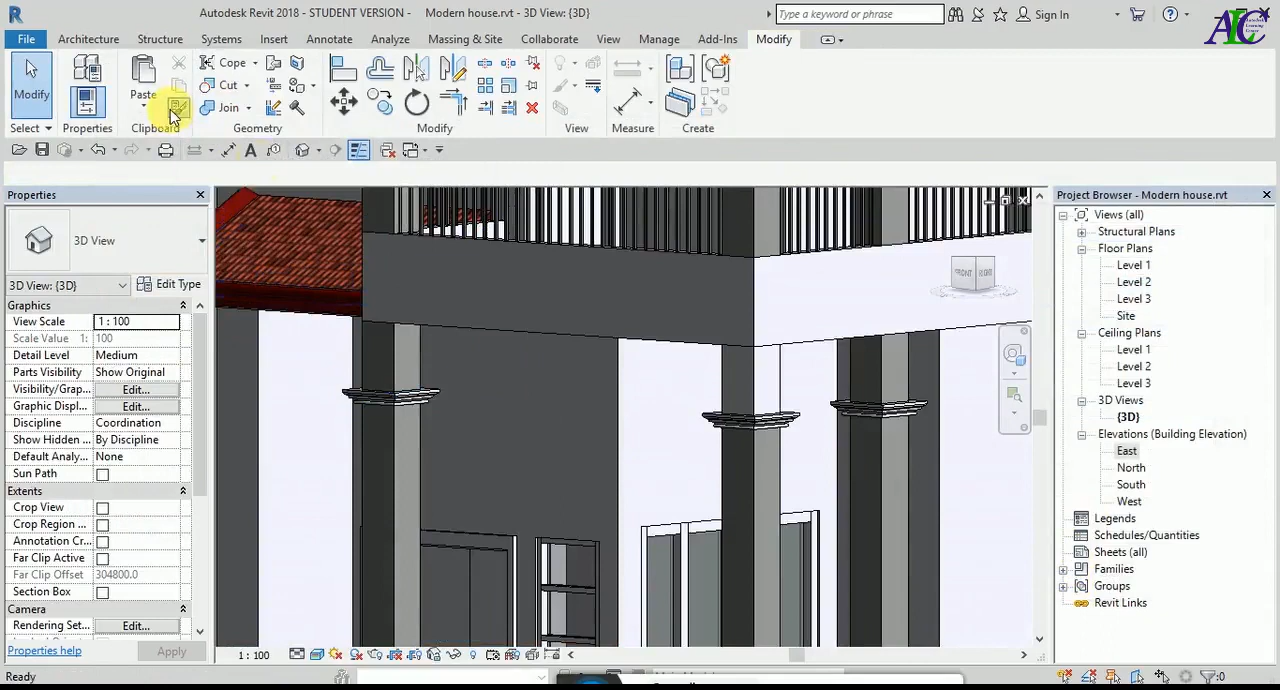 Autodesk Revit 2018 - STUDENT VERSION - Modern house.rvt - 3D View: {3D}
Type a keyword or phrase
Sign In
ALC
File Architecture Structure Systems Insert Annotate Analyze Massing & Site Collaborate View Manage Add-Ins Modify
Modify
Paste
Cope
Cut
Join
Select Properties Clipboard Geometry Modify View Measure Create
Properties
3D View
3D View: {3D} Edit Type
Graphics
View Scale 1 : 100
Scale Value 1: 100
Detail Level Medium
Parts Visibility Show Original
Visibility/Grap... Edit...
Graphic Displ... Edit...
Discipline Coordination
Show Hidden ... By Discipline
Default Analy... None
Sun Path
Extents
Crop View
Crop Region ...
Annotation Cr...
Far Clip Active
Far Clip Offset 304800.0
Section Box
Camera
Rendering Set... Edit...
Properties help Apply
FRONT
1 : 100
Ready
:0
Project Browser - Modern house.rvt
Views (all)
Structural Plans
Floor Plans
Level 1
Level 2
Level 3
Site
Ceiling Plans
Level 1
Level 2
Level 3
3D Views
{3D}
Elevations (Building Elevation)
East
North
South
West
Legends
Schedules/Quantities
Sheets (all)
Families
Groups
Revit Links